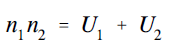 n₁n₂ = U₁ + U₂